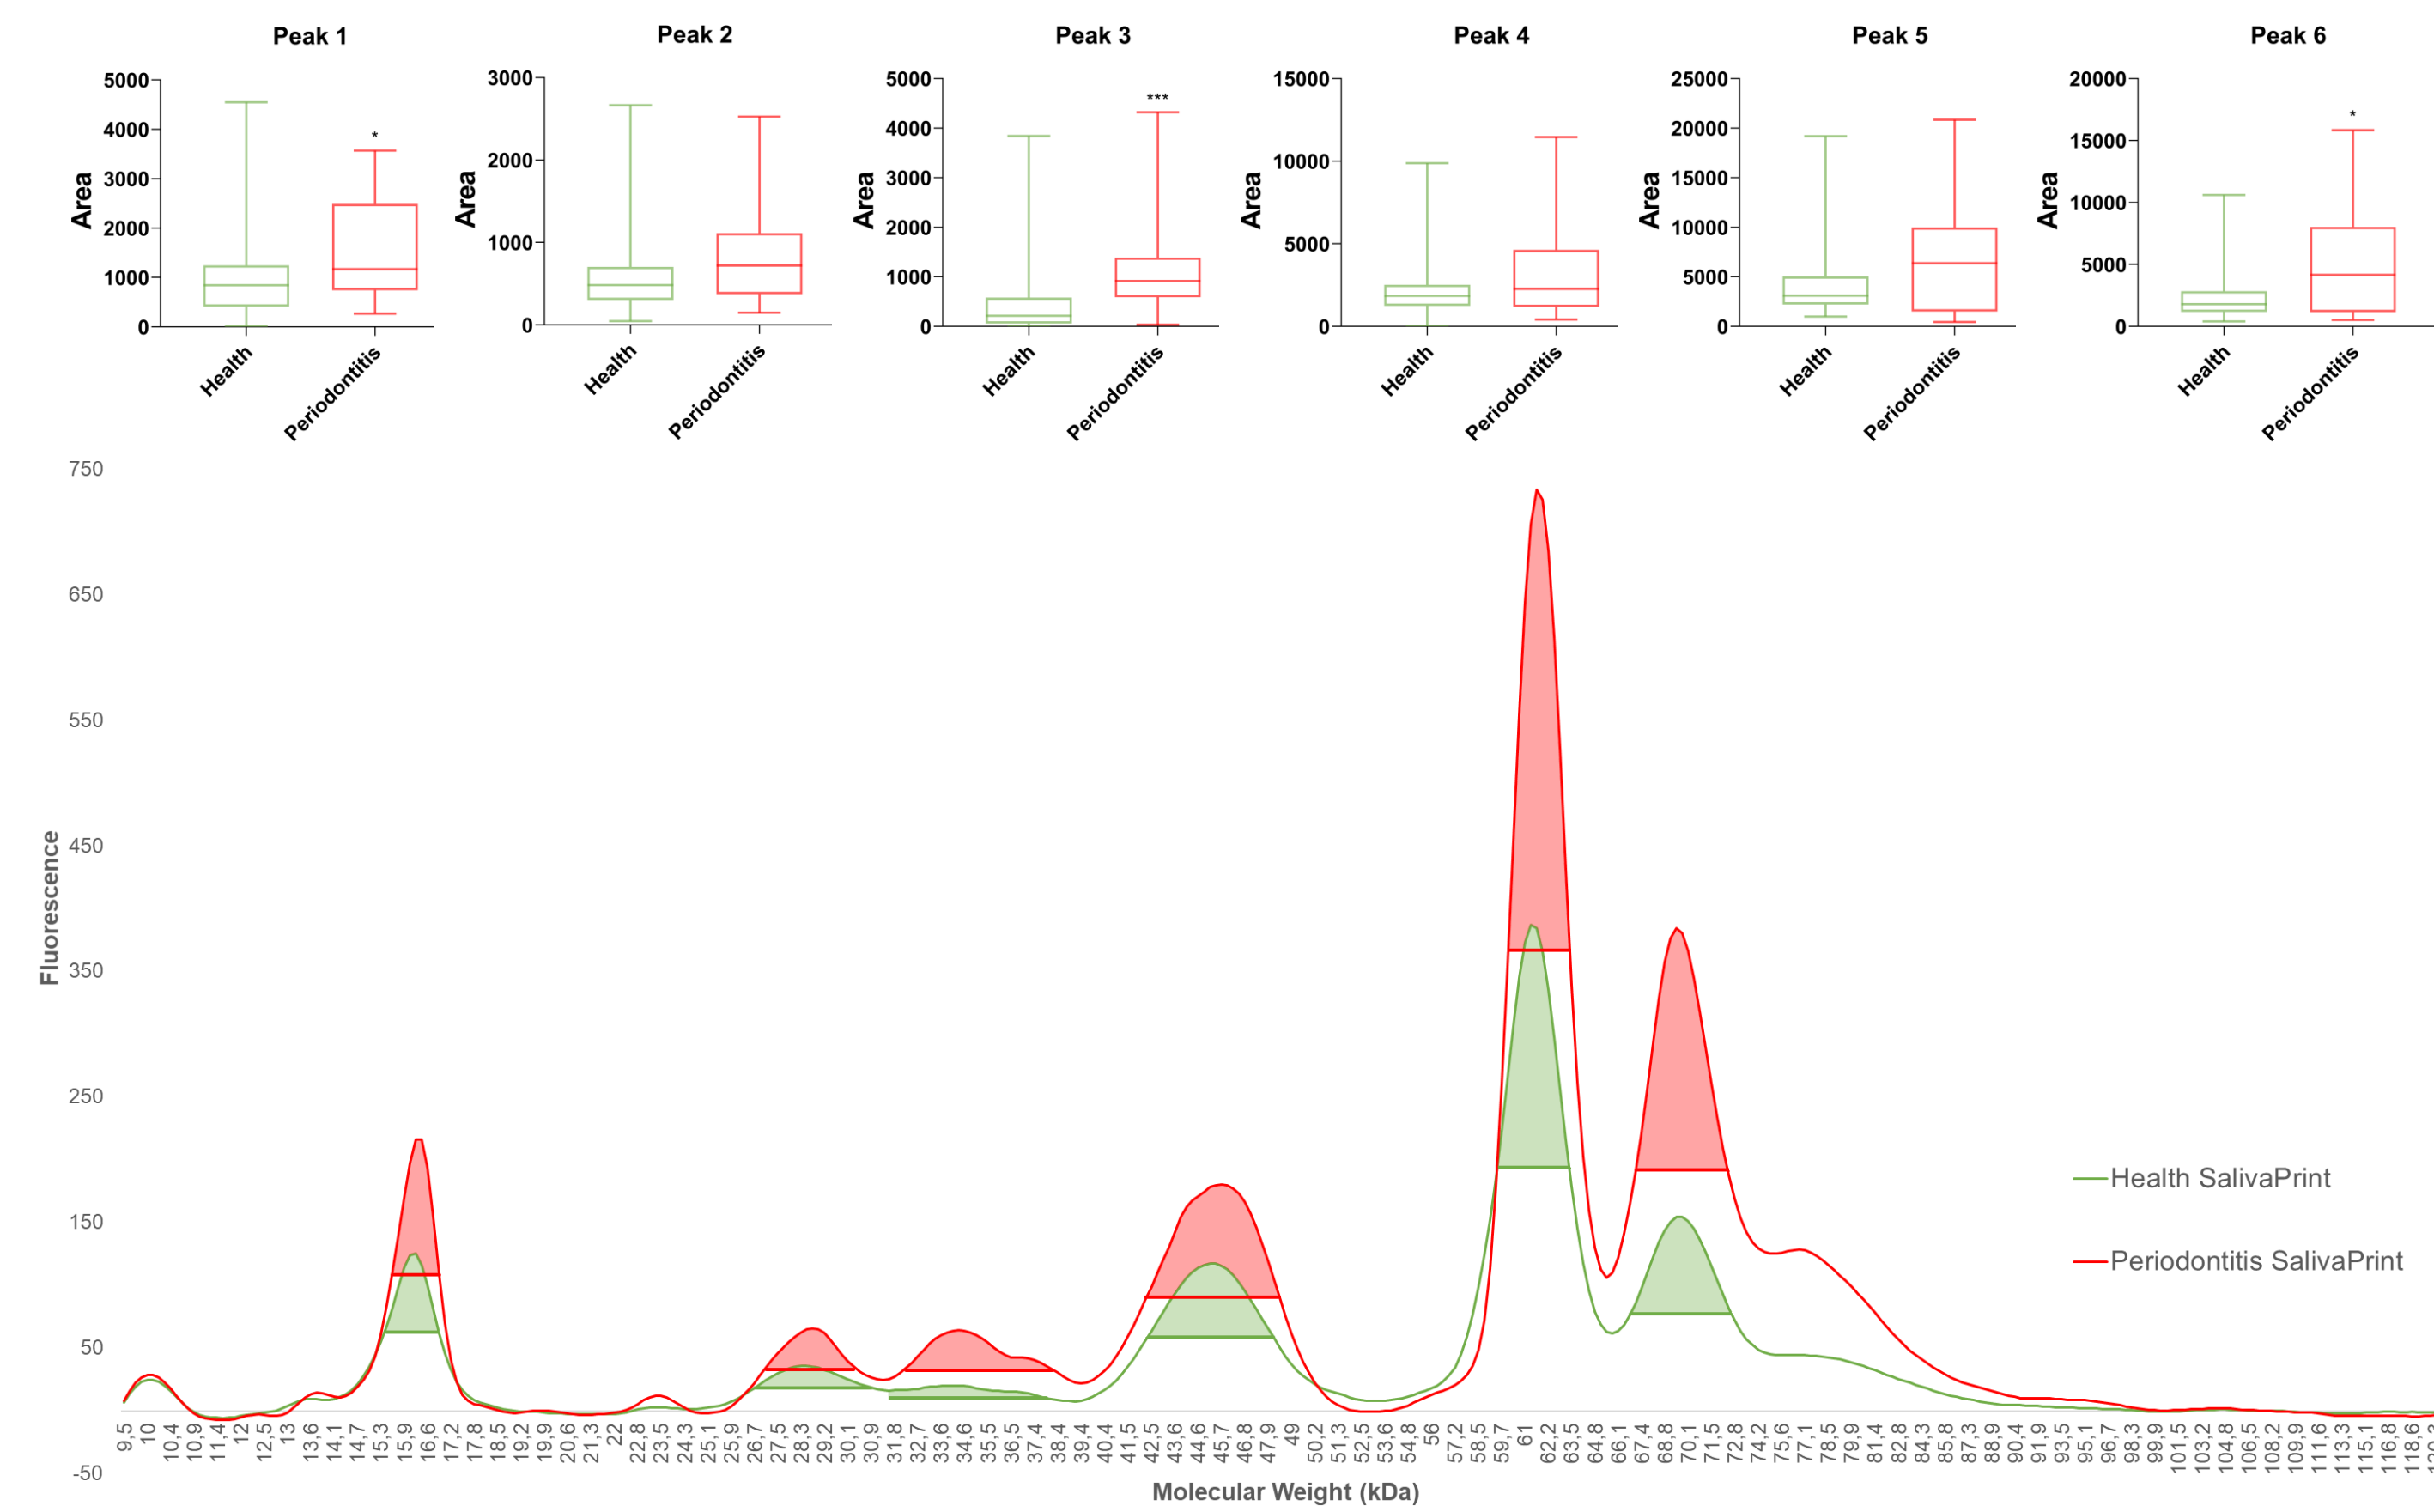 Peak 1 Peak 2 Peak 3 Peak 4 Peak 5 Peak 6
5000 4000 3000 2000 1000 0
Area
*
Health Periodontitis
3000 2000 1000 0
Area
Health Periodontitis
5000 4000 3000 2000 1000 0
Area
***
Health Periodontitis
15000 10000 5000 0
Area
Health Periodontitis
25000 20000 15000 10000 5000 0
Area
Health Periodontitis
20000 15000 10000 5000 0
Area
*
Health Periodontitis
750
650
550
450
350
250
150
50
-50
Fluorescence
Health SalivaPrint
Periodontitis SalivaPrint
9,5 10 10,4 10,9 11,4 12 12,5 13 13,6 14,1 14,7 15,3 15,9 16,6 17,2 17,8 18,5 19,2 19,9 20,6 21,3 22 22,8 23,5 24,3 25,1 25,9 26,7 27,5 28,3 29,2 30,1 30,9 31,8 32,7 33,6 34,6 35,5 36,5 37,4 38,4 39,4 40,4 41,5 42,5 43,6 44,6 45,7 46,8 47,9 49 50,2 51,3 52,5 53,6 54,8 56 57,2 58,5 59,7 61 62,2 63,5 64,8 66,1 67,4 68,8 70,1 71,5 72,8 74,2 75,6 77,1 78,5 79,9 81,4 82,8 84,3 85,8 87,3 88,9 90,4 91,9 93,5 95,1 96,7 98,3 99,9 101,5 103,2 104,8 106,5 108,2 109,9 111,6 113,3 115,1 116,8 118,6
Molecular Weight (kDa)